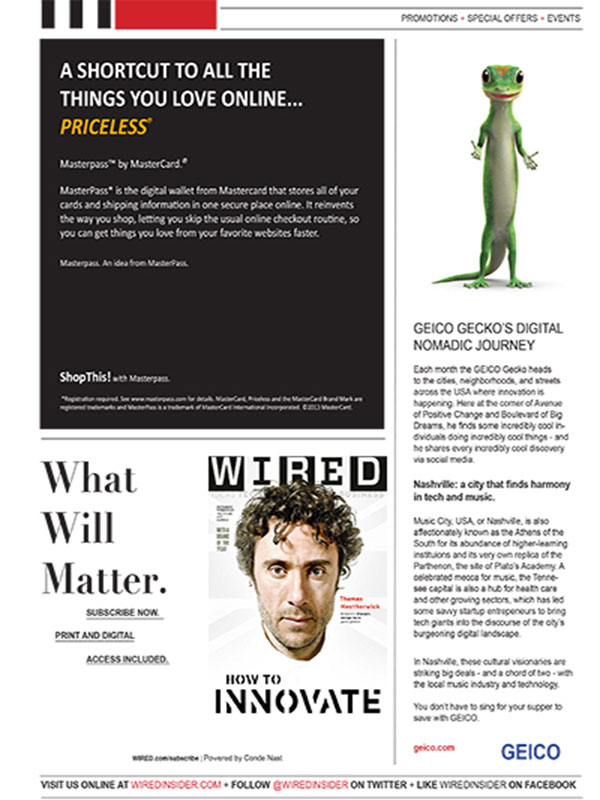 PROMOTIONS + SPECIAL OFFERS + EVENTS
A SHORTCUT TO ALL THE
THINGS YOU LOVE ONLINE...
PRICELESS®
Masterpass™ by MasterCard.®
MasterPass® is the digital wallet from Mastercard that stores all of your
cards and shipping information in one secure place online. It reinvents
the way you shop, letting you skip the usual online checkout routine, so
you can get things you love from your favorite websites faster.
Masterpass. An idea from MasterPass.
ShopThis! with Masterpass.
*Registration required. See www.masterpass.com for details. MasterCard, Priceless and the MasterCard Brand Mark are
registered trademarks and MasterPass is a trademark of MasterCard International Incorporated. ©2013 MasterCard.
What
Will
Matter.
SUBSCRIBE NOW.
PRINT AND DIGITAL
ACCESS INCLUDED.
WIRED
Thomas
Heatherwick
HOW TO
INNOVATE
WIRED.com/subscribe | Powered by Conde Nast
GEICO GECKO'S DIGITAL
NOMADIC JOURNEY
Each month the GEICO Gecko heads
to the cities, neighborhoods, and streets
across the USA where innovation is
happening. Here at the corner of Avenue
of Positive Change and Boulevard of Big
Dreams, he finds some incredibly cool in-
dividuals doing incredibly cool things - and
he shares every incredibly cool discovery
via social media.
Nashville: a city that finds harmony
in tech and music.
Music City, USA, or Nashville, is also
affectionately known as the Athens of the
South for its abundance of higher-learning
instituions and its very own replica of the
Parthenon, the site of Plato's Academy. A
celebrated mecca for music, the Tenne-
see capital is also a hub for health care
and other growing sectors, which has led
some savvy startup entrepeneurs to bring
tech giants into the discourse of the city's
burgeoning digital landscape.
In Nashville, these cultural visionaries are
striking big deals - and a chord of two - with
the local music industry and technology.
You don't have to sing for your supper to
save with GEICO.
geico.com
GEICO
VISIT US ONLINE AT WIREDINSIDER.COM + FOLLOW @WIREDINSIDER ON TWITTER + LIKE WIREDINSIDER ON FACEBOOK